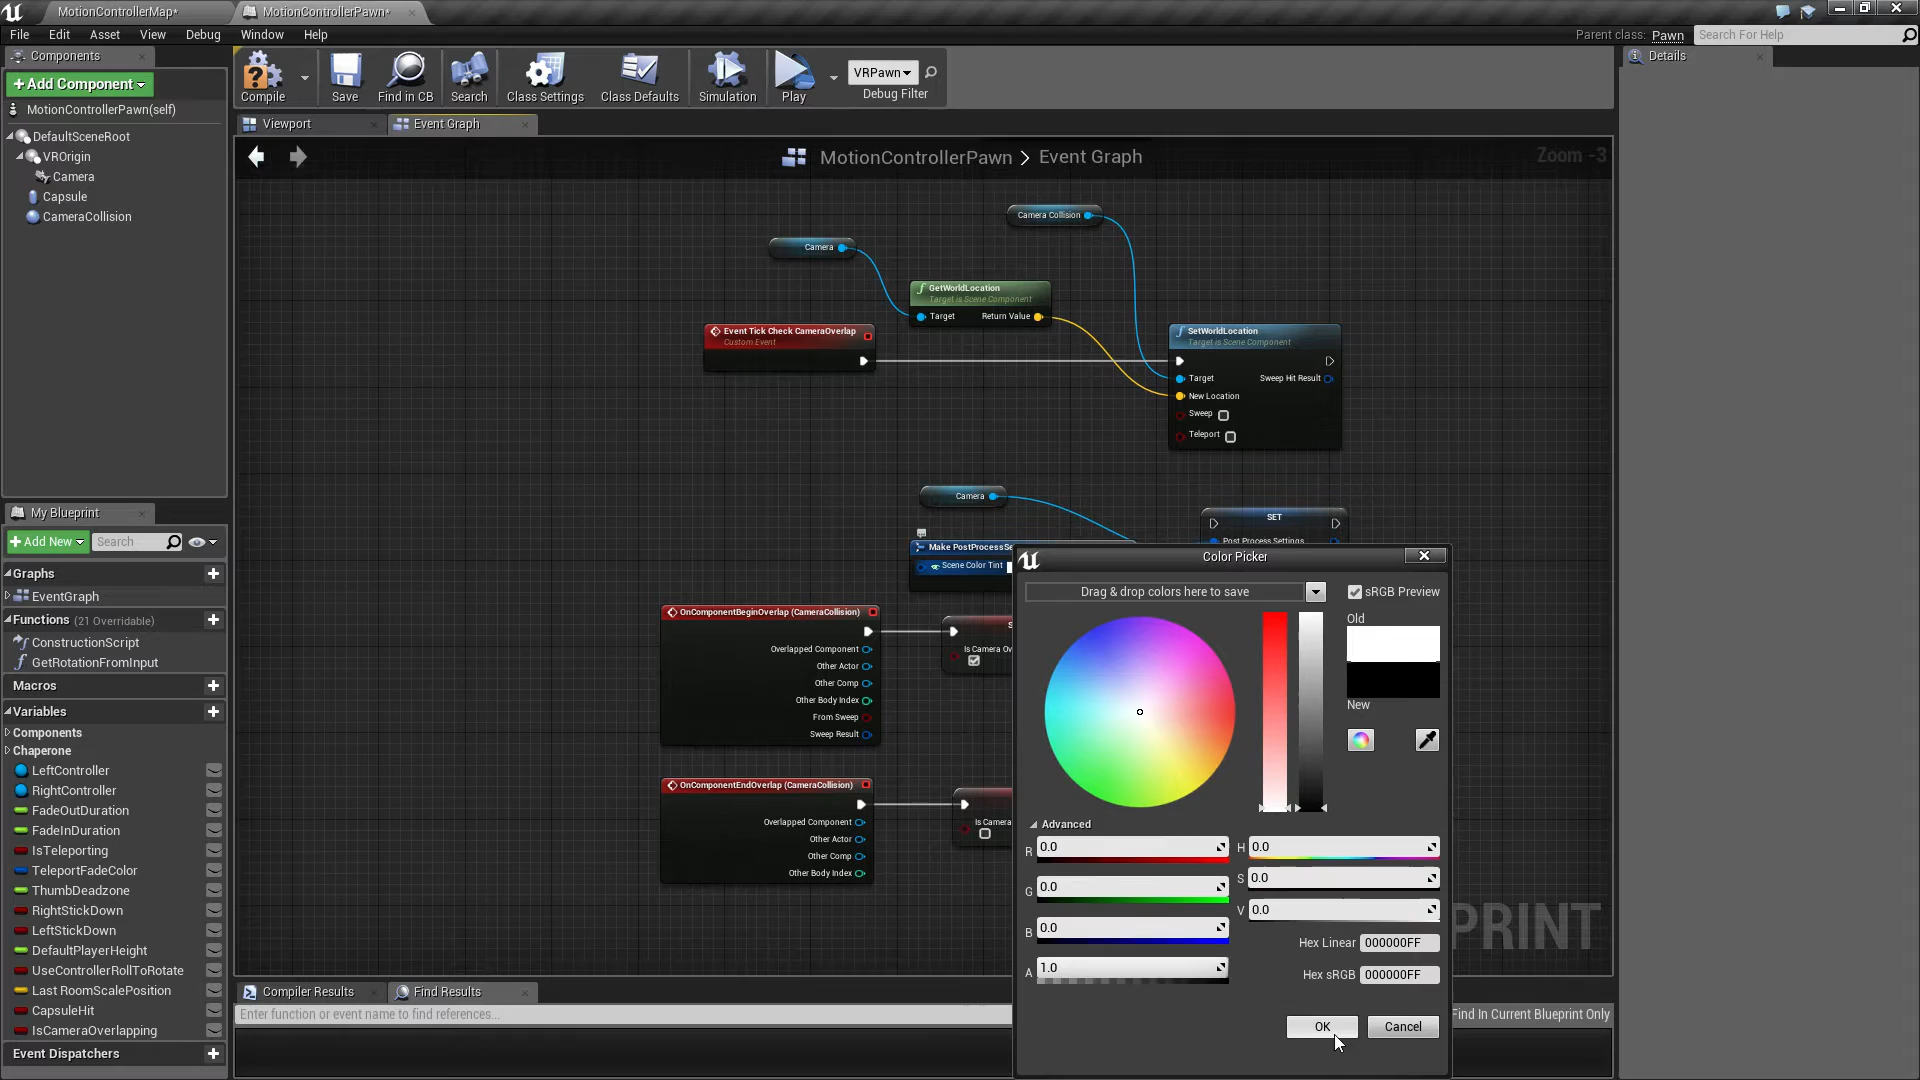 MotionControllerMap*
MotionControllerPawn*
File Edit Asset View Debug Window Help
Parent class: Pawn
Search For Help
Components
Details
+Add Component
MotionControllerPawn(self)
DefaultSceneRoot
VROrigin
Camera
Capsule
CameraCollision
Compile
Save
Find in CB
Search
Class Settings
Class Defaults
Simulation
Play
VRPawn
Debug Filter
Viewport
Event Graph
MotionControllerPawn > Event Graph
Zoom -3
Camera Collision
Camera
GetWorldLocation
Target is Scene Component
Target
Return Value
Event Tick Check CameraOverlap
Custom Event
SetWorldLocation
Target is Scene Component
Target
Sweep Hit Result
New Location
Sweep
Teleport
Camera
SET
Post Process Settings
Make PostProcessSe
Scene Color Tint
OnComponentBeginOverlap (CameraCollision)
Overlapped Component
Other Actor
Other Comp
Other Body Index
From Sweep
Sweep Result
Is Camera Ov
OnComponentEndOverlap (CameraCollision)
Overlapped Component
Other Actor
Other Comp
Other Body Index
Is Camera
PRINT
My Blueprint
+Add New
Search
Graphs
EventGraph
Functions (21 Overridable)
ConstructionScript
GetRotationFromInput
Macros
Variables
Components
Chaperone
LeftController
RightController
FadeOutDuration
FadeInDuration
IsTeleporting
TeleportFadeColor
ThumbDeadzone
RightStickDown
LeftStickDown
DefaultPlayerHeight
UseControllerRollToRotate
Last RoomScalePosition
CapsuleHit
IsCameraOverlapping
Event Dispatchers
Compiler Results
Find Results
Enter function or event name to find references...
Find In Current Blueprint Only
Color Picker
Drag & drop colors here to save
sRGB Preview
Old
New
Advanced
R 0.0
H 0.0
G 0.0
S 0.0
B 0.0
V 0.0
A 1.0
Hex Linear 000000FF
Hex sRGB 000000FF
OK
Cancel